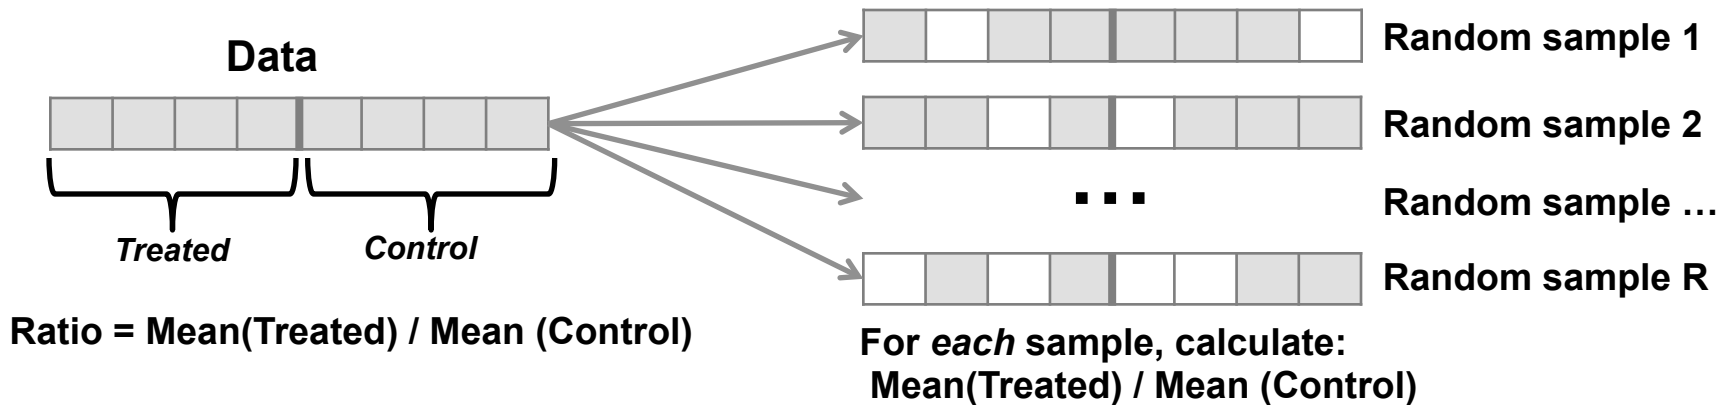 Data
Treated
Control
Ratio = Mean(Treated) / Mean (Control)
Random sample 1
Random sample 2
...
Random sample …
Random sample R
For each sample, calculate:
Mean(Treated) / Mean (Control)